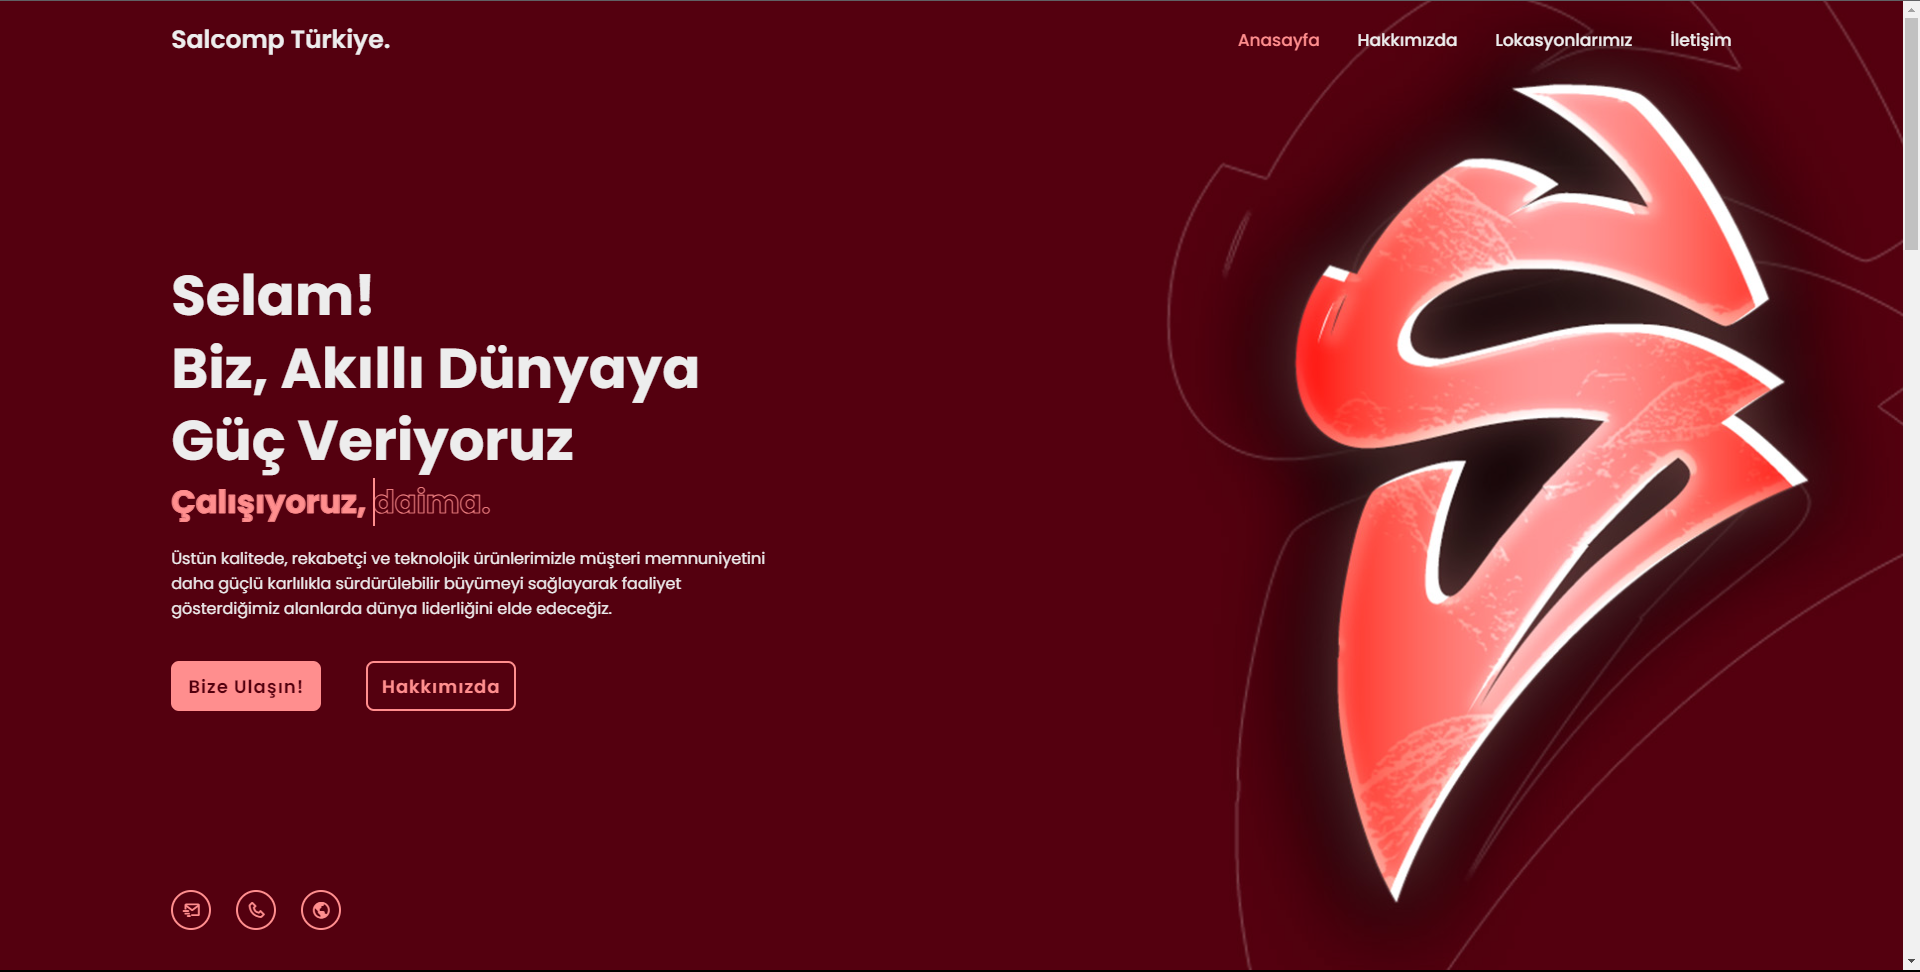 Salcomp Türkiye.
Anasayfa Hakkımızda Lokasyonlarımız İletişim
Selam!
Biz, Akıllı Dünyaya
Güç Veriyoruz
Çalışıyoruz, daima.
Üstün kalitede, rekabetçi ve teknolojik ürünlerimizle müşteri memnuniyetini
daha güçlü karlılıkla sürdürülebilir büyümeyi sağlayarak faaliyet
gösterdiğimiz alanlarda dünya liderliğini elde edeceğiz.
Bize Ulaşın! Hakkımızda